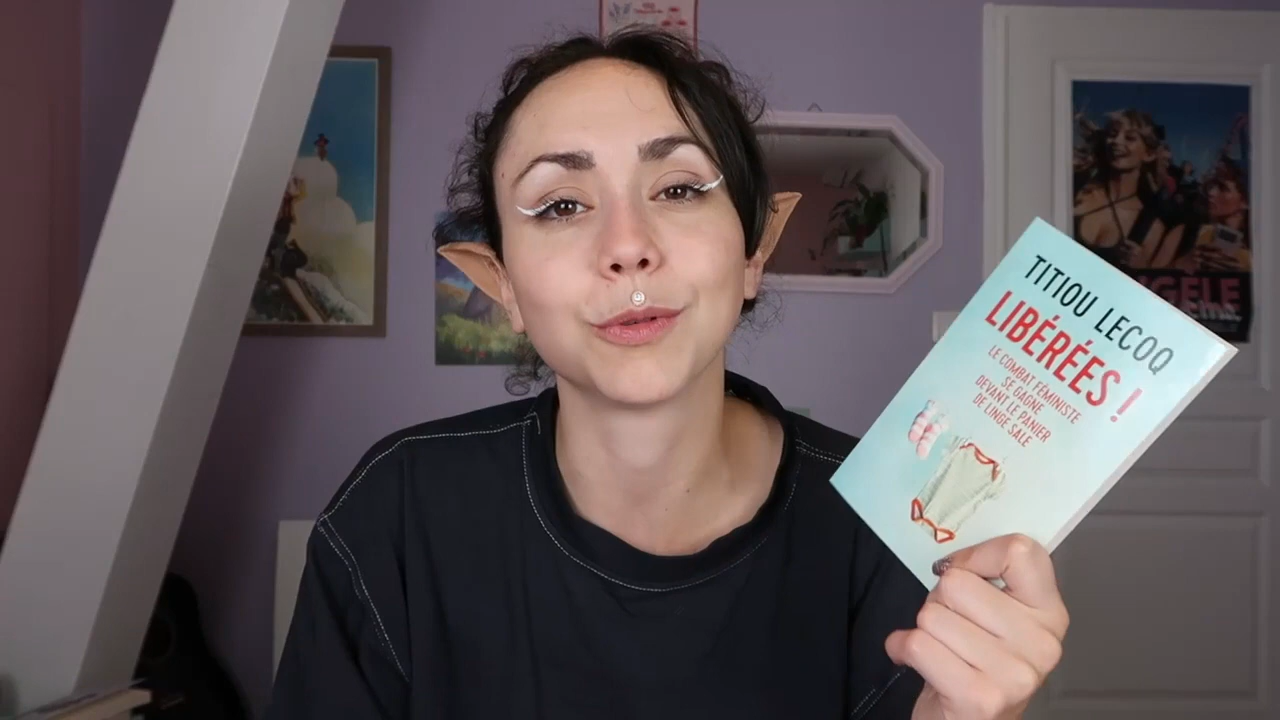 TITIOU LECOQ
LIBÉRÉES !
LE COMBAT FÉMINISTE
SE GAGNE
DEVANT LE PANIER
DE LINGE SALE